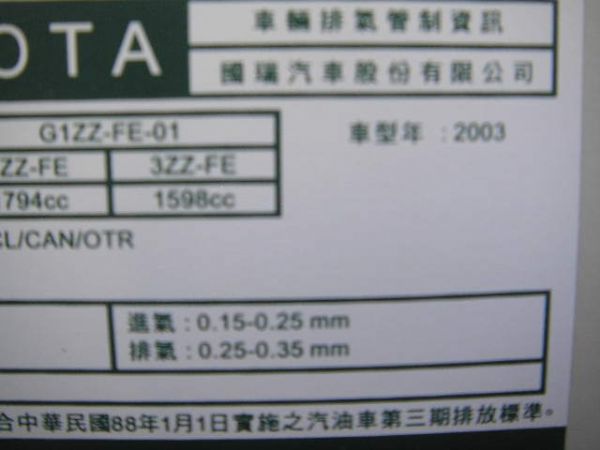 OTA
車輛排氣管制資訊
國瑞汽車股份有限公司
G1ZZ-FE-01
車型年 : 2003
ZZ-FE 3ZZ-FE
794cc 1598cc
CL/CAN/OTR
進氣 : 0.15-0.25 mm
排氣 : 0.25-0.35 mm
合中華民國88年1月1日實施之汽油車第三期排放標準。